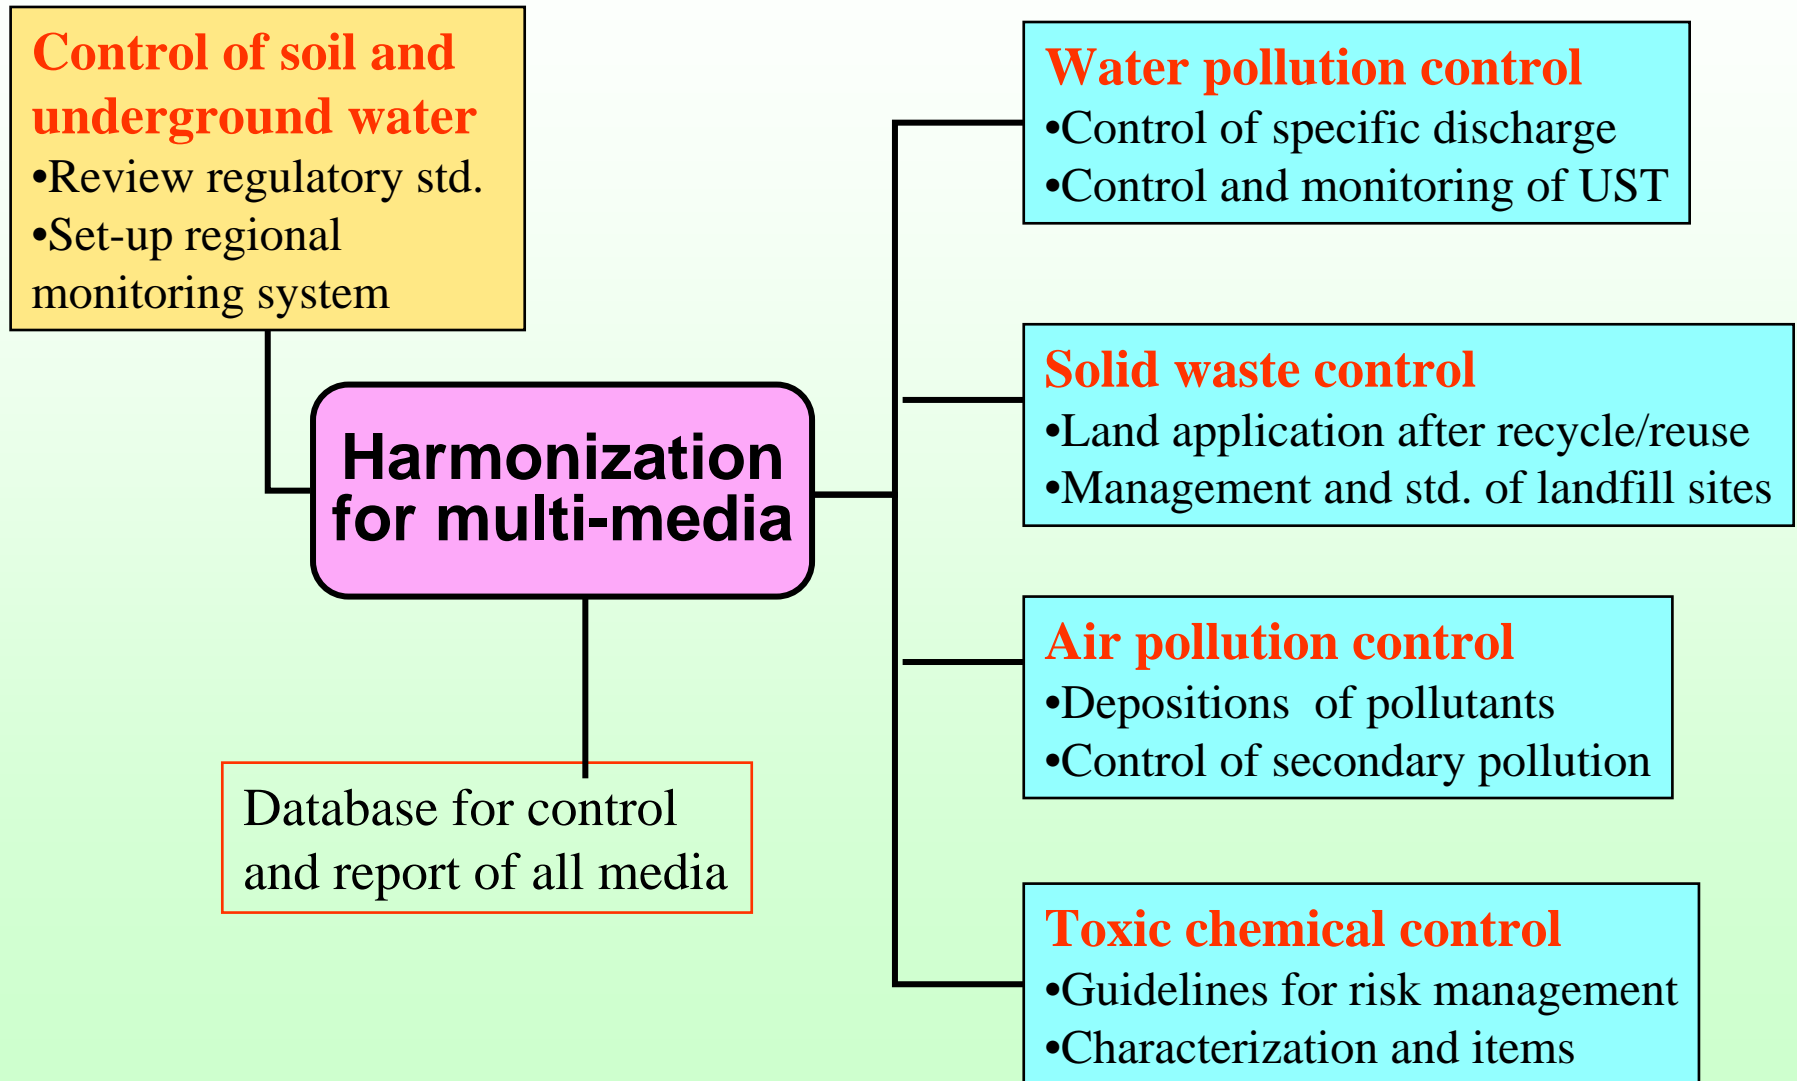 Control of soil and
underground water
•Review regulatory std.
•Set-up regional
monitoring system
Harmonization
for multi-media
Database for control
and report of all media
Water pollution control
•Control of specific discharge
•Control and monitoring of UST
Solid waste control
•Land application after recycle/reuse
•Management and std. of landfill sites
Air pollution control
•Depositions  of pollutants
•Control of secondary pollution
Toxic chemical control
•Guidelines for risk management
•Characterization and items